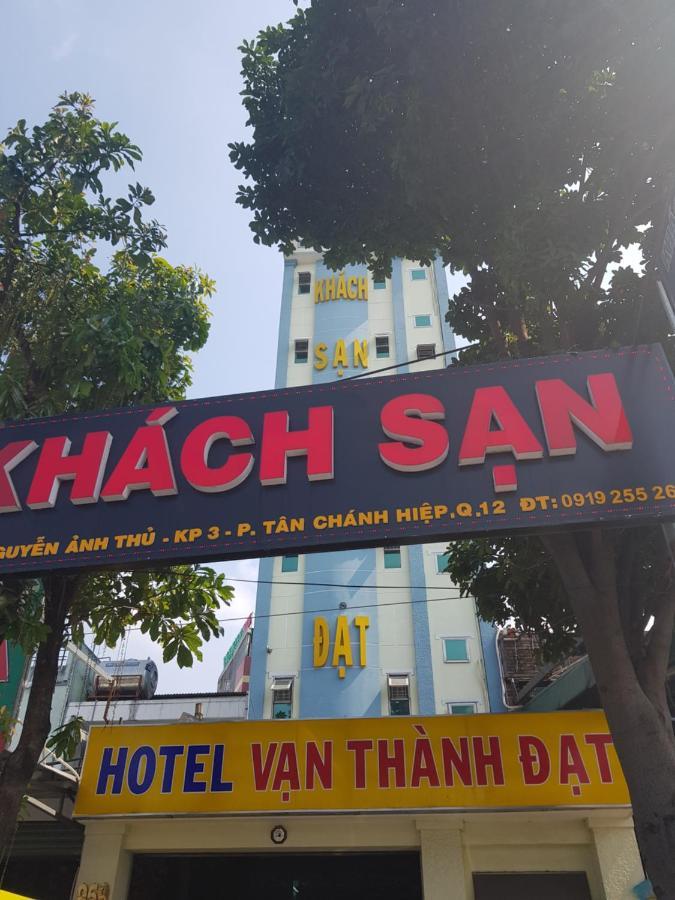 KHÁCH
SẠN
KHÁCH SẠN
NGUYỄN ẢNH THỦ - KP 3 - P. TÂN CHÁNH HIỆP.Q.12 ĐT: 0919 255 26
ĐẠT
HOTEL VẠN THÀNH ĐẠT